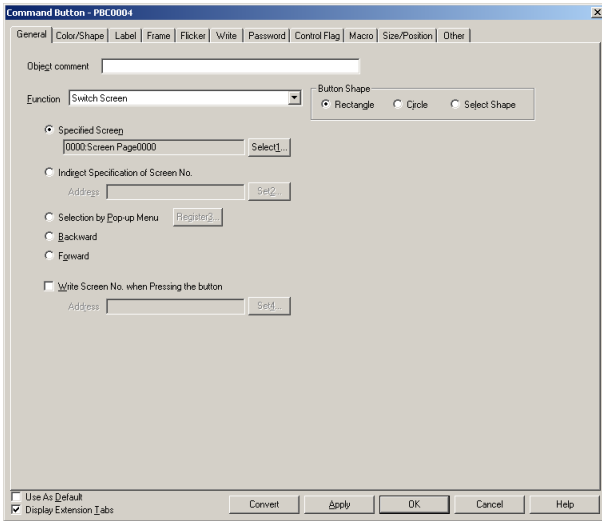 Command Button - PBC0004
General Color/Shape Label Frame Flicker Write Password Control Flag Macro Size/Position Other
Object comment
Function Switch Screen
Button Shape
Rectangle Circle Select Shape
Specified Screen
0000:Screen Page0000 Select1...
Indirect Specification of Screen No.
Address Set2...
Selection by Pop-up Menu Register3...
Backward
Forward
Write Screen No. when Pressing the button
Address Set4...
Use As Default
Display Extension Tabs
Convert Apply OK Cancel Help